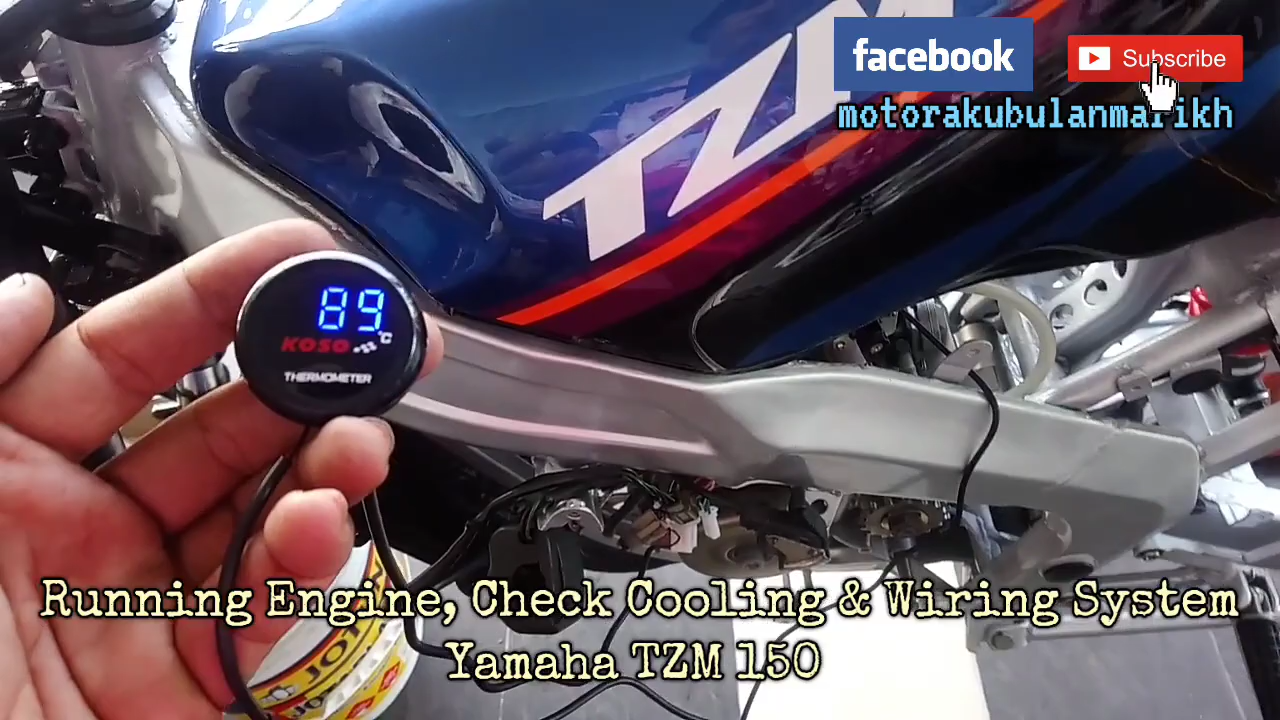 facebook
Subscribe
motorakubulanmarikh
TZM
89
°C
KOSO
THERMOMETER
Running Engine, Check Cooling & Wiring System
Yamaha TZM 150